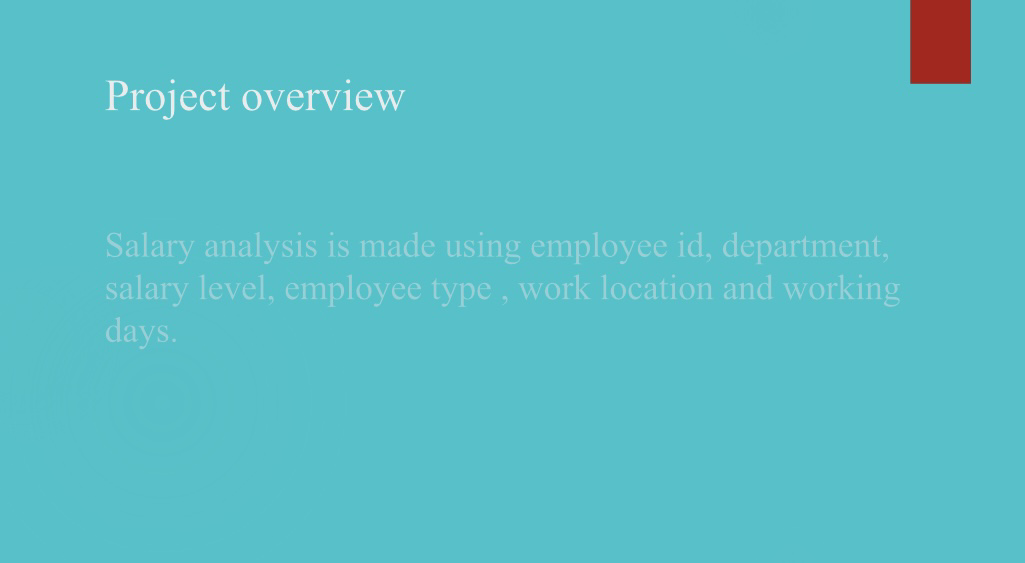 Project overview
Salary analysis is made using employee id, department,
salary level, employee type , work location and working
days.